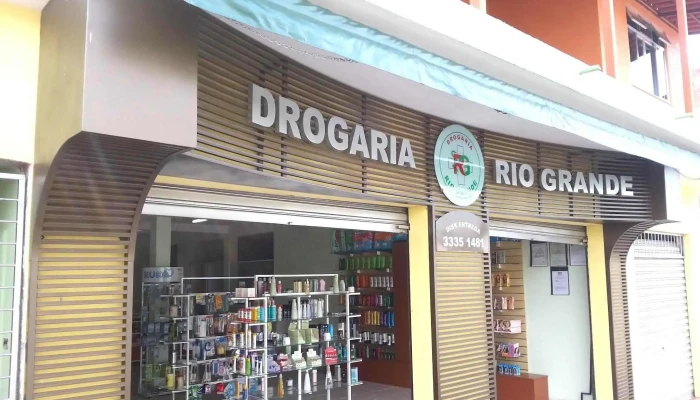 DROGARIA
DROGARIA
RG
RIO GRANDE
DISK ENTREGA
3335 1481